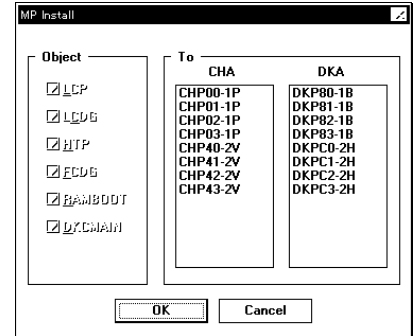 MP Install
Object
LCP
LCDG
HTP
FCDG
RAMBOOT
DKCMAIN
To
CHA
CHP00-1P
CHP01-1P
CHP02-1P
CHP03-1P
CHP40-2V
CHP41-2V
CHP42-2V
CHP43-2V
DKA
DKP80-1B
DKP81-1B
DKP82-1B
DKP83-1B
DKPC0-2H
DKPC1-2H
DKPC2-2H
DKPC3-2H
OK
Cancel